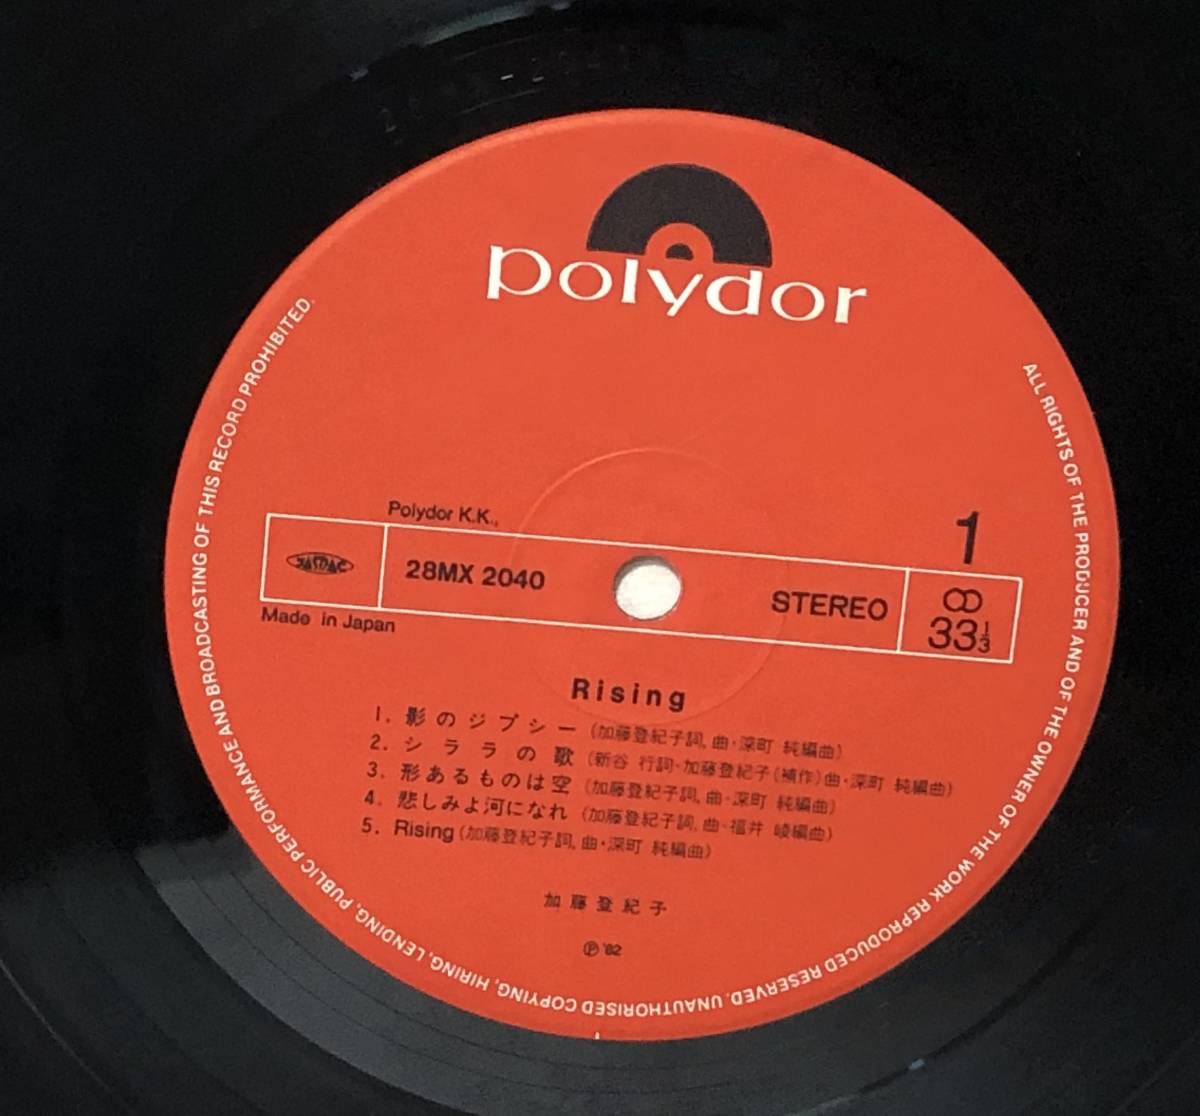 polydor
Polydor K.K.,
1
JASRAC
28MX 2040
STEREO
33 1/3
Made in Japan
Rising
1. 影のジプシー (加藤登紀子詞, 曲・深町 純編曲)
2. シララの歌 (新谷 行詞・加藤登紀子(補作)曲・深町 純編曲)
3. 形あるものは空 (加藤登紀子詞, 曲・深町 純編曲)
4. 悲しみよ河になれ (加藤登紀子詞, 曲・福井 崚編曲)
5. Rising (加藤登紀子詞, 曲・深町 純編曲)
加藤登紀子
Ⓟ '82
ALL RIGHTS OF THE PRODUCER AND OF THE OWNER OF THE WORK REPRODUCED RESERVED. UNAUTHORISED COPYING, HIRING, LENDING, PUBLIC PERFORMANCE AND BROADCASTING OF THIS RECORD PROHIBITED.